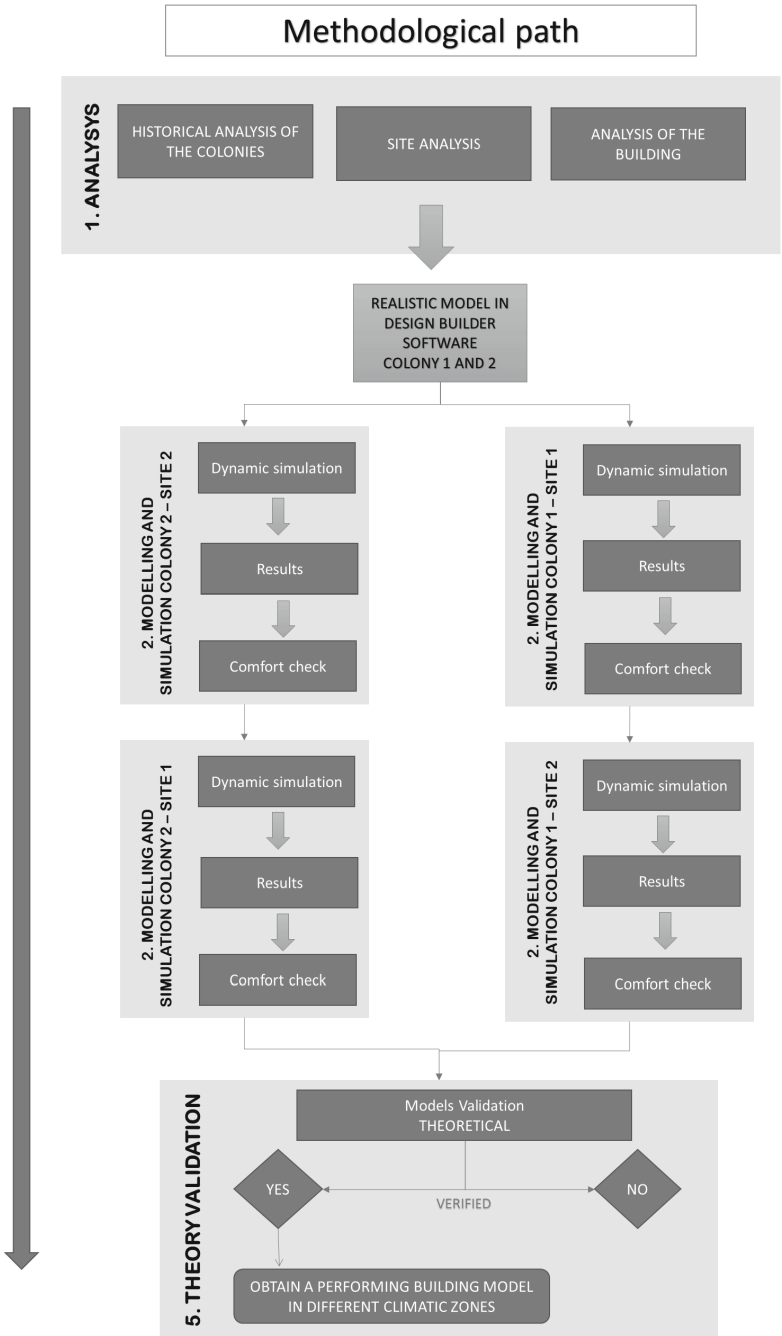 Methodological path
1. ANALYSYS
HISTORICAL ANALYSIS OF
THE COLONIES
SITE ANALYSIS
ANALYSIS OF THE
BUILDING
REALISTIC MODEL IN
DESIGN BUILDER
SOFTWARE
COLONY 1 AND 2
2. MODELLING AND
SIMULATION COLONY 2 – SITE 2
Dynamic simulation
Results
Comfort check
2. MODELLING AND
SIMULATION COLONY 1 – SITE 1
Dynamic simulation
Results
Comfort check
2. MODELLING AND
SIMULATION COLONY 2 – SITE 1
Dynamic simulation
Results
Comfort check
2. MODELLING AND
SIMULATION COLONY 1 – SITE 2
Dynamic simulation
Results
Comfort check
5. THEORY VALIDATION
Models Validation
THEORETICAL
YES
VERIFIED
NO
OBTAIN A PERFORMING BUILDING MODEL
IN DIFFERENT CLIMATIC ZONES